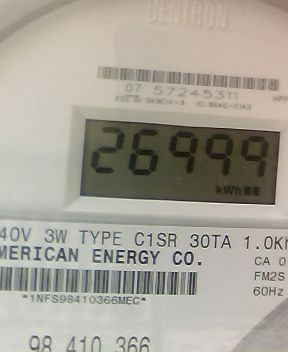 CENTRON®
07 57245311
26999
kWh
40V 3W TYPE C1SR 30TA 1.0Kh
MERICAN ENERGY CO.
CA 0
FM2S
60Hz
*1NFS98410366MEC*
98 410 366